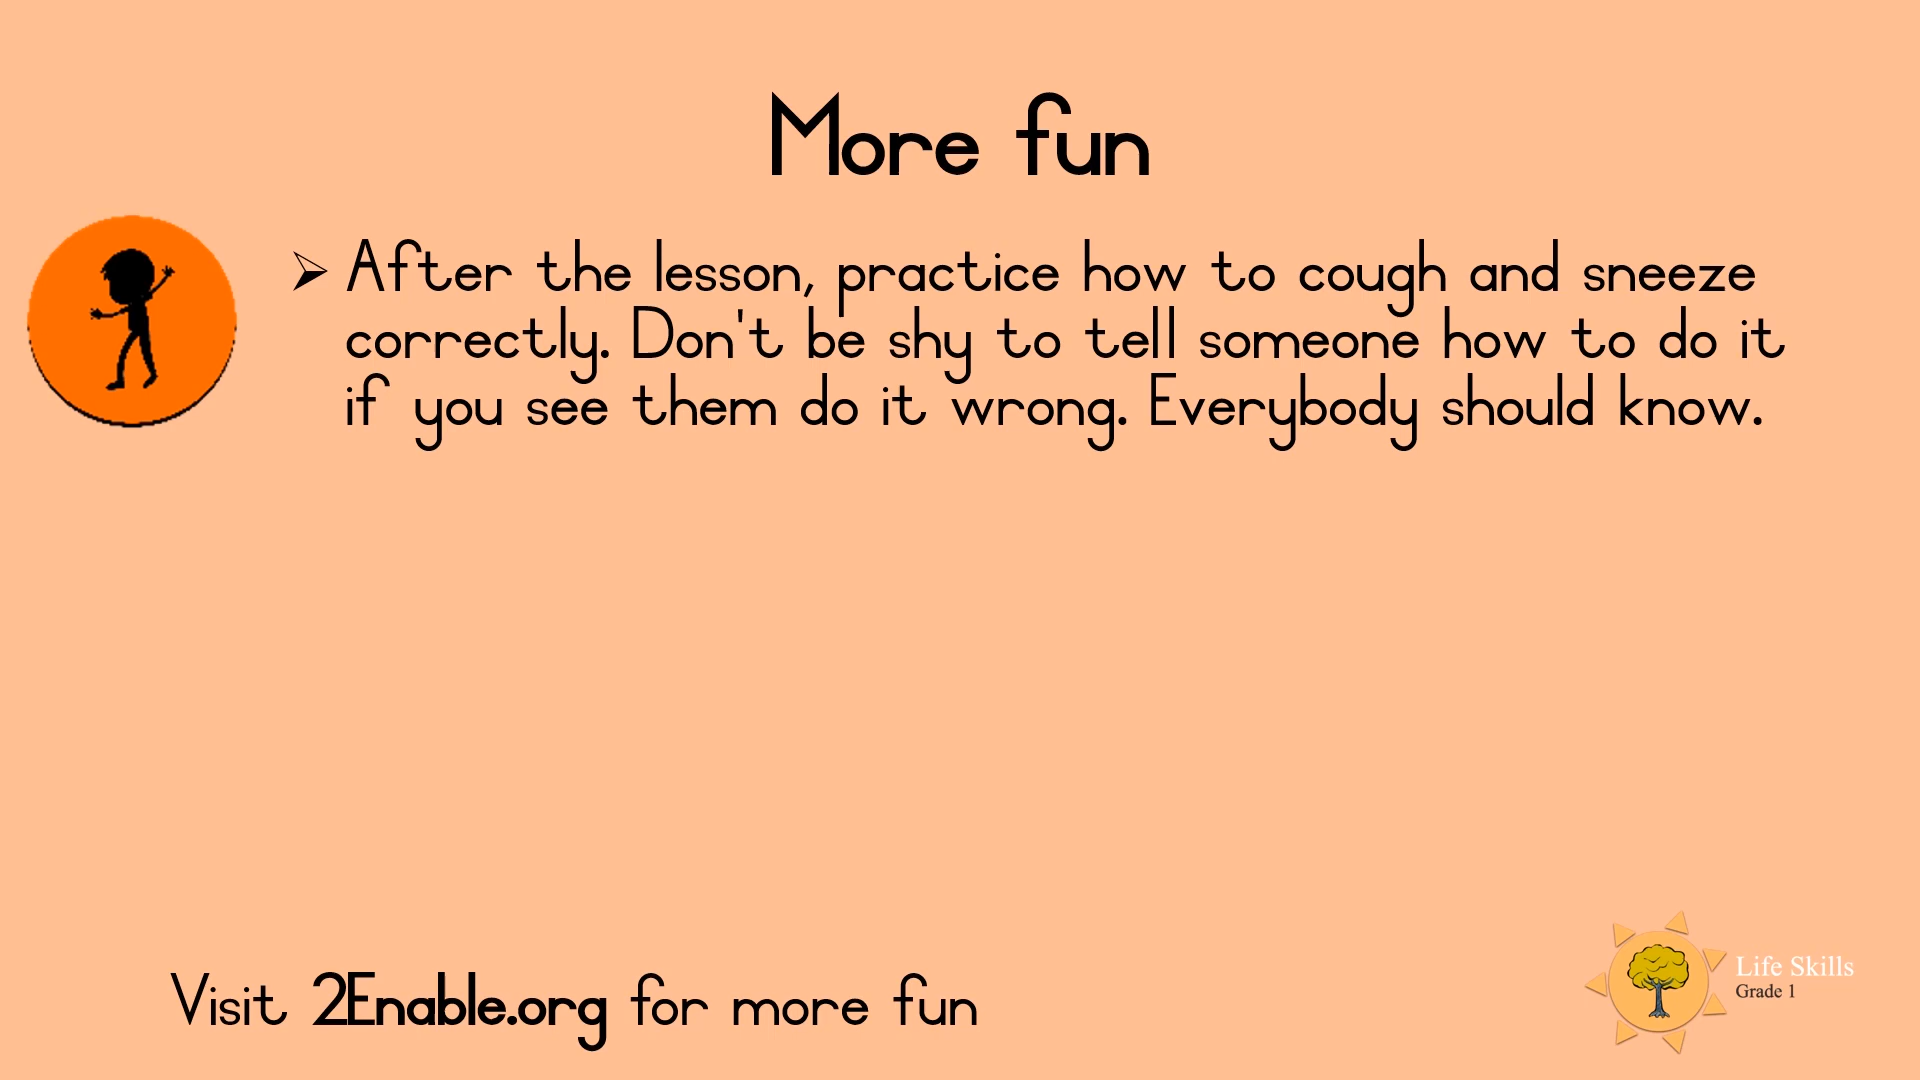 More fun
After the lesson, practice how to cough and sneeze
correctly. Don't be shy to tell someone how to do it
if you see them do it wrong. Everybody should know.
Visit 2Enable.org for more fun
Life Skills
Grade 1